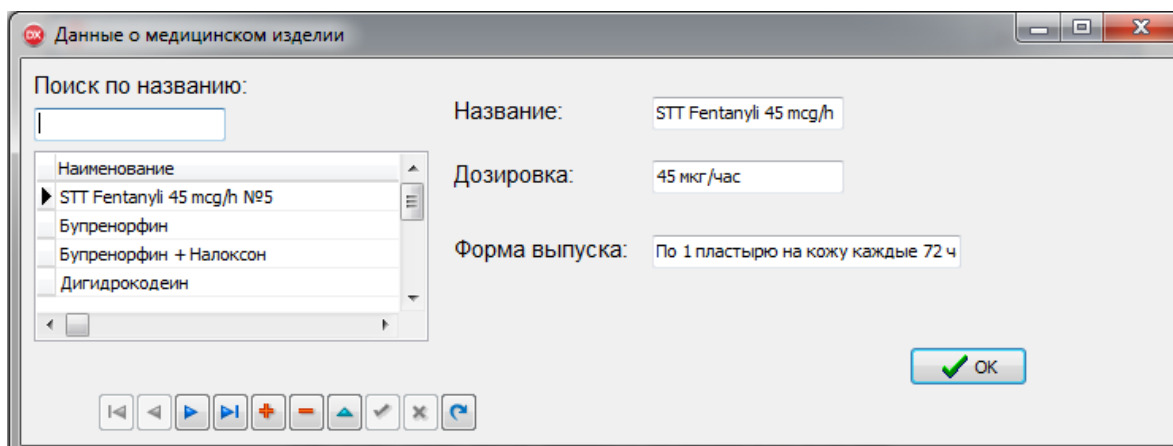 DX Данные о медицинском изделии
Поиск по названию:
Наименование
STT Fentanyli 45 mcg/h №5
Бупренорфин
Бупренорфин + Налоксон
Дигидрокодеин
Название:
STT Fentanyli 45 mcg/h
Дозировка:
45 мкг/час
Форма выпуска:
По 1 пластырю на кожу каждые 72 ч
OK